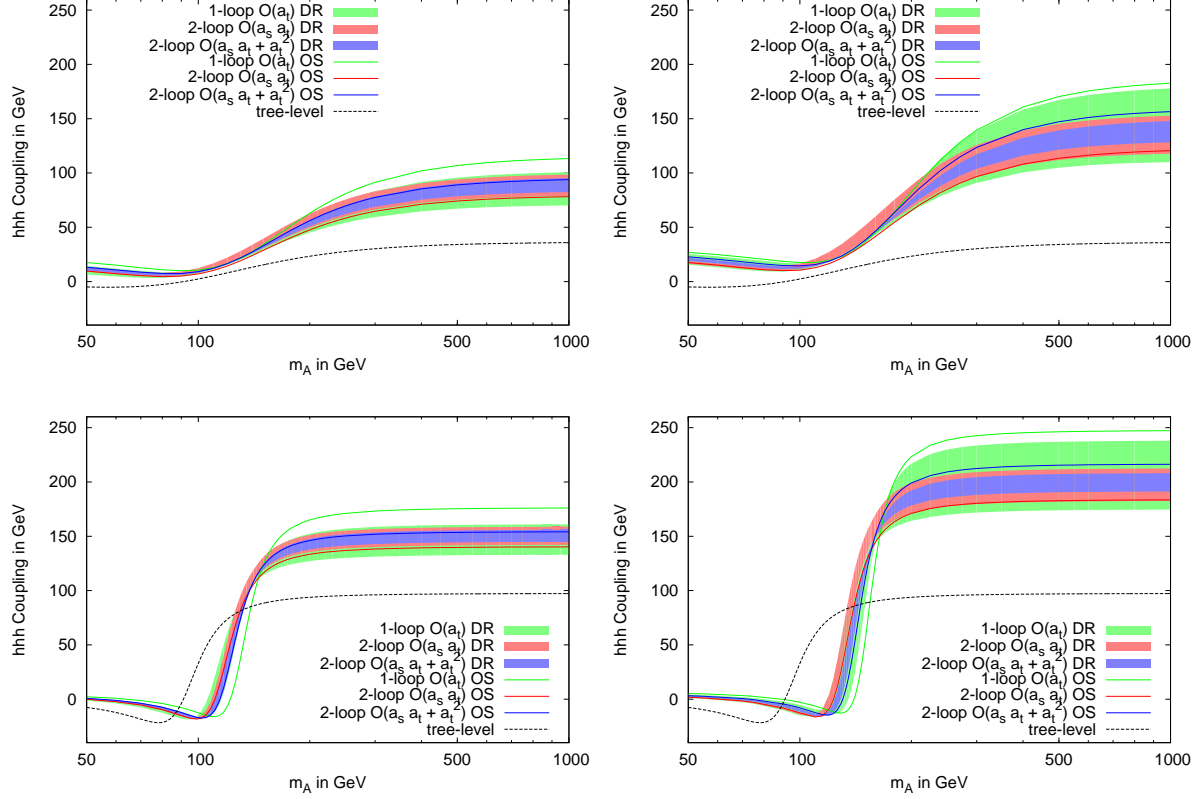 250
200
150
100
50
0
hhh Coupling in GeV
1-loop O(a_t) DR
2-loop O(a_s a_t) DR
2-loop O(a_s a_t + a_t^2) DR
1-loop O(a_t) OS
2-loop O(a_s a_t) OS
2-loop O(a_s a_t + a_t^2) OS
tree-level
50 100 500 1000
m_A in GeV
250
200
150
100
50
0
hhh Coupling in GeV
1-loop O(a_t) DR
2-loop O(a_s a_t) DR
2-loop O(a_s a_t + a_t^2) DR
1-loop O(a_t) OS
2-loop O(a_s a_t) OS
2-loop O(a_s a_t + a_t^2) OS
tree-level
50 100 500 1000
m_A in GeV
250
200
150
100
50
0
hhh Coupling in GeV
1-loop O(a_t) DR
2-loop O(a_s a_t) DR
2-loop O(a_s a_t + a_t^2) DR
1-loop O(a_t) OS
2-loop O(a_s a_t) OS
2-loop O(a_s a_t + a_t^2) OS
tree-level
50 100 500 1000
m_A in GeV
250
200
150
100
50
0
hhh Coupling in GeV
1-loop O(a_t) DR
2-loop O(a_s a_t) DR
2-loop O(a_s a_t + a_t^2) DR
1-loop O(a_t) OS
2-loop O(a_s a_t) OS
2-loop O(a_s a_t + a_t^2) OS
tree-level
50 100 500 1000
m_A in GeV